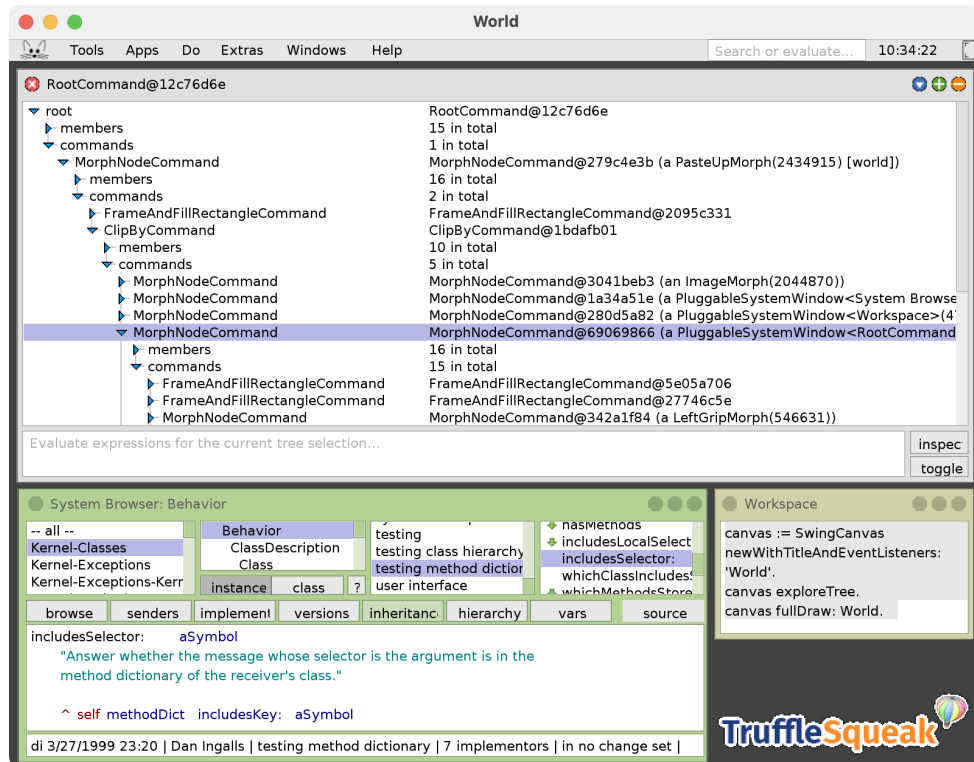 World
Tools Apps Do Extras Windows Help Search or evaluate... 10:34:22
RootCommand@12c76d6e
root RootCommand@12c76d6e
members 15 in total
commands 1 in total
MorphNodeCommand MorphNodeCommand@279c4e3b (a PasteUpMorph(2434915) [world])
members 16 in total
commands 2 in total
FrameAndFillRectangleCommand FrameAndFillRectangleCommand@2095c331
ClipByCommand ClipByCommand@1bdafb01
members 10 in total
commands 5 in total
MorphNodeCommand MorphNodeCommand@3041beb3 (an ImageMorph(2044870))
MorphNodeCommand MorphNodeCommand@1a34a51e (a PluggableSystemWindow<System Browse
MorphNodeCommand MorphNodeCommand@280d5a82 (a PluggableSystemWindow<Workspace>(4
MorphNodeCommand MorphNodeCommand@69069866 (a PluggableSystemWindow<RootCommand
members 16 in total
commands 15 in total
FrameAndFillRectangleCommand FrameAndFillRectangleCommand@5e05a706
FrameAndFillRectangleCommand FrameAndFillRectangleCommand@27746c5e
MorphNodeCommand MorphNodeCommand@342a1f84 (a LeftGripMorph(546631))
Evaluate expressions for the current tree selection...
inspec
toggle
System Browser: Behavior
-- all --
Kernel-Classes
Kernel-Exceptions
Kernel-Exceptions-Kerr
Behavior
ClassDescription
Class
instance class ?
testing
testing class hierarchy
testing method diction
user interface
hasMethods
includesLocalSelect
includesSelector:
whichClassIncludes
whichMethodsStore
browse senders implement versions inheritanc hierarchy vars source
includesSelector: aSymbol
"Answer whether the message whose selector is the argument is in the
method dictionary of the receiver's class."
^ self methodDict includesKey: aSymbol
di 3/27/1999 23:20 | Dan Ingalls | testing method dictionary | 7 implementors | in no change set |
Workspace
canvas := SwingCanvas
newWithTitleAndEventListeners:
'World'.
canvas exploreTree.
canvas fullDraw: World.
TruffleSqueak